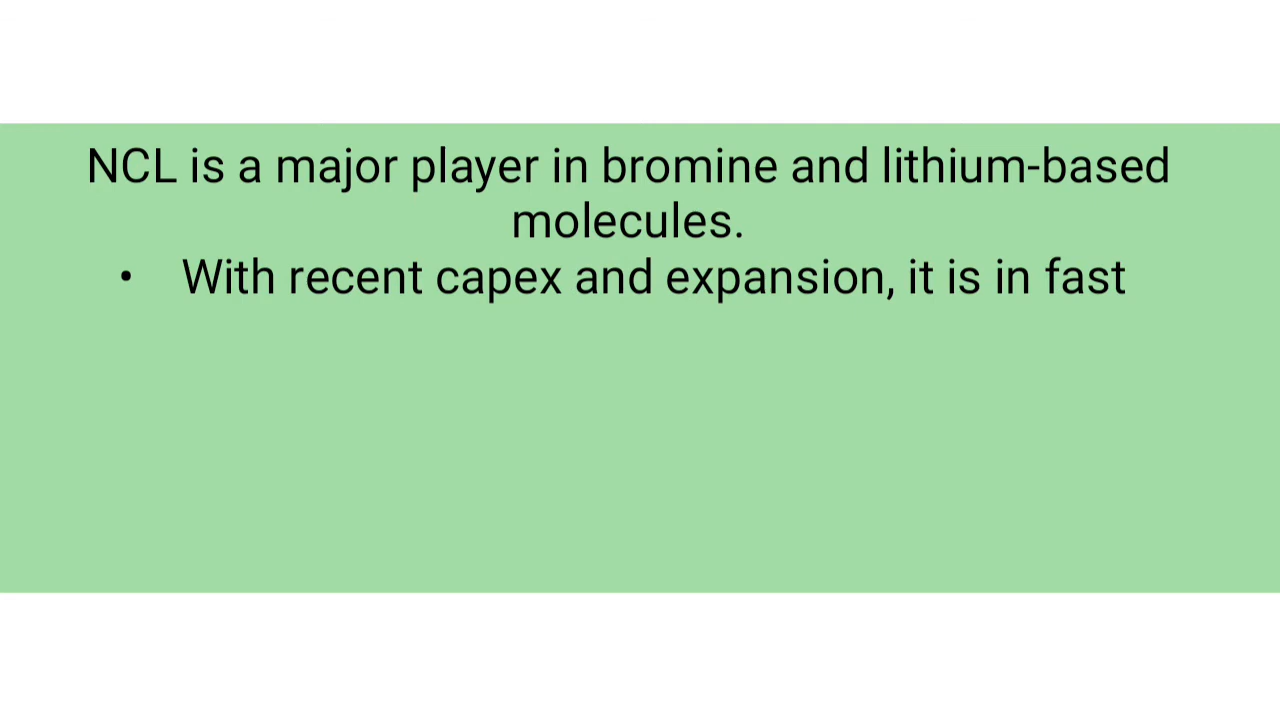 NCL is a major player in bromine and lithium-based
molecules.
• With recent capex and expansion, it is in fast